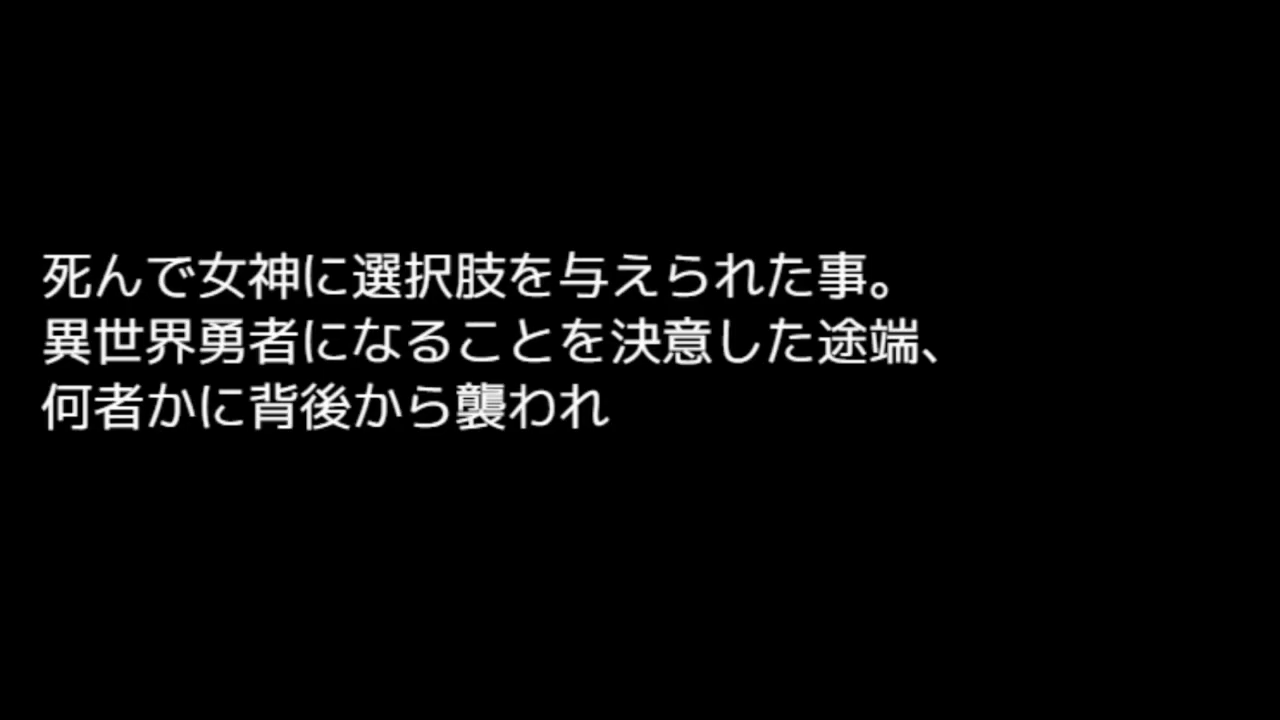 死んで女神に選択肢を与えられた事。
異世界勇者になることを決意した途端、
何者かに背後から襲われ